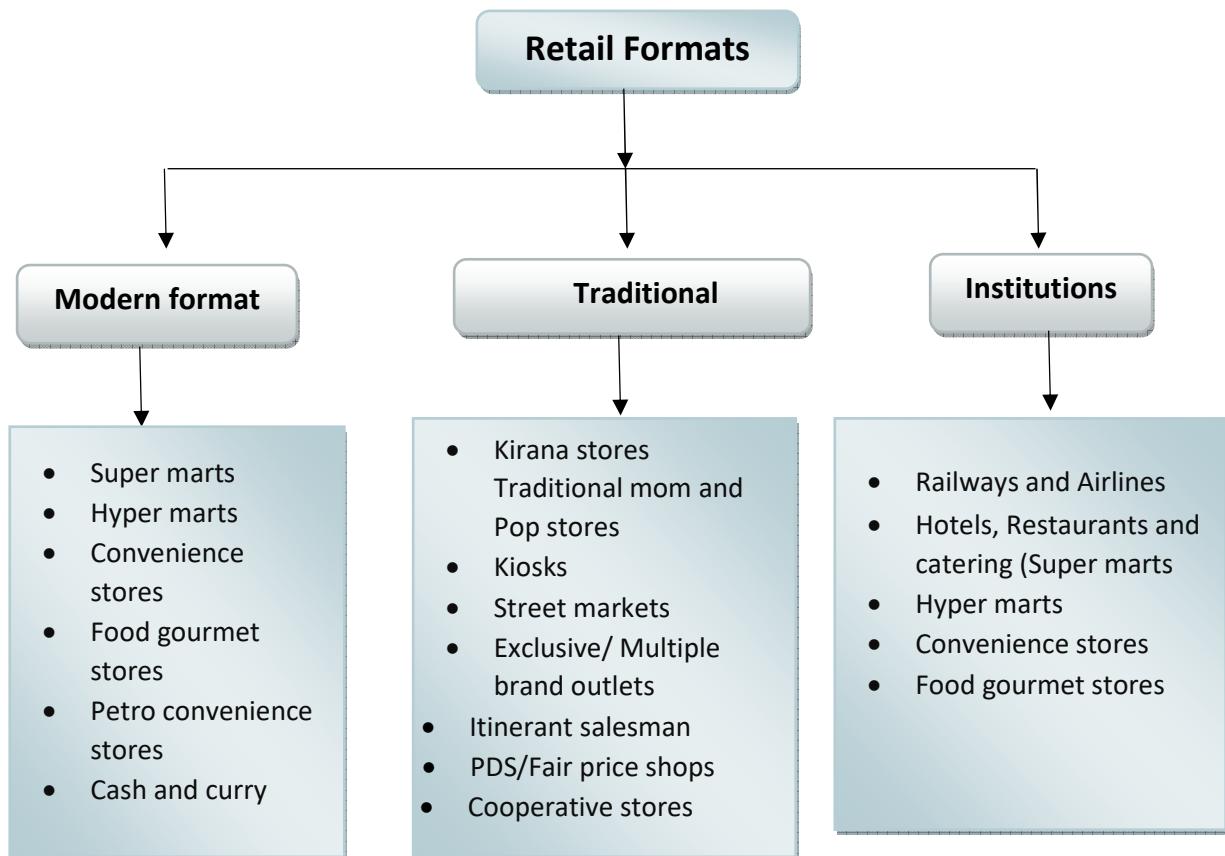 Retail Formats
Modern format
Traditional
Institutions
• Super marts
• Hyper marts
• Convenience
stores
• Food gourmet
stores
• Petro convenience
stores
• Cash and curry
• Kirana stores
Traditional mom and
Pop stores
• Kiosks
• Street markets
• Exclusive/ Multiple
brand outlets
• Itinerant salesman
• PDS/Fair price shops
• Cooperative stores
• Railways and Airlines
• Hotels, Restaurants and
catering (Super marts
• Hyper marts
• Convenience stores
• Food gourmet stores